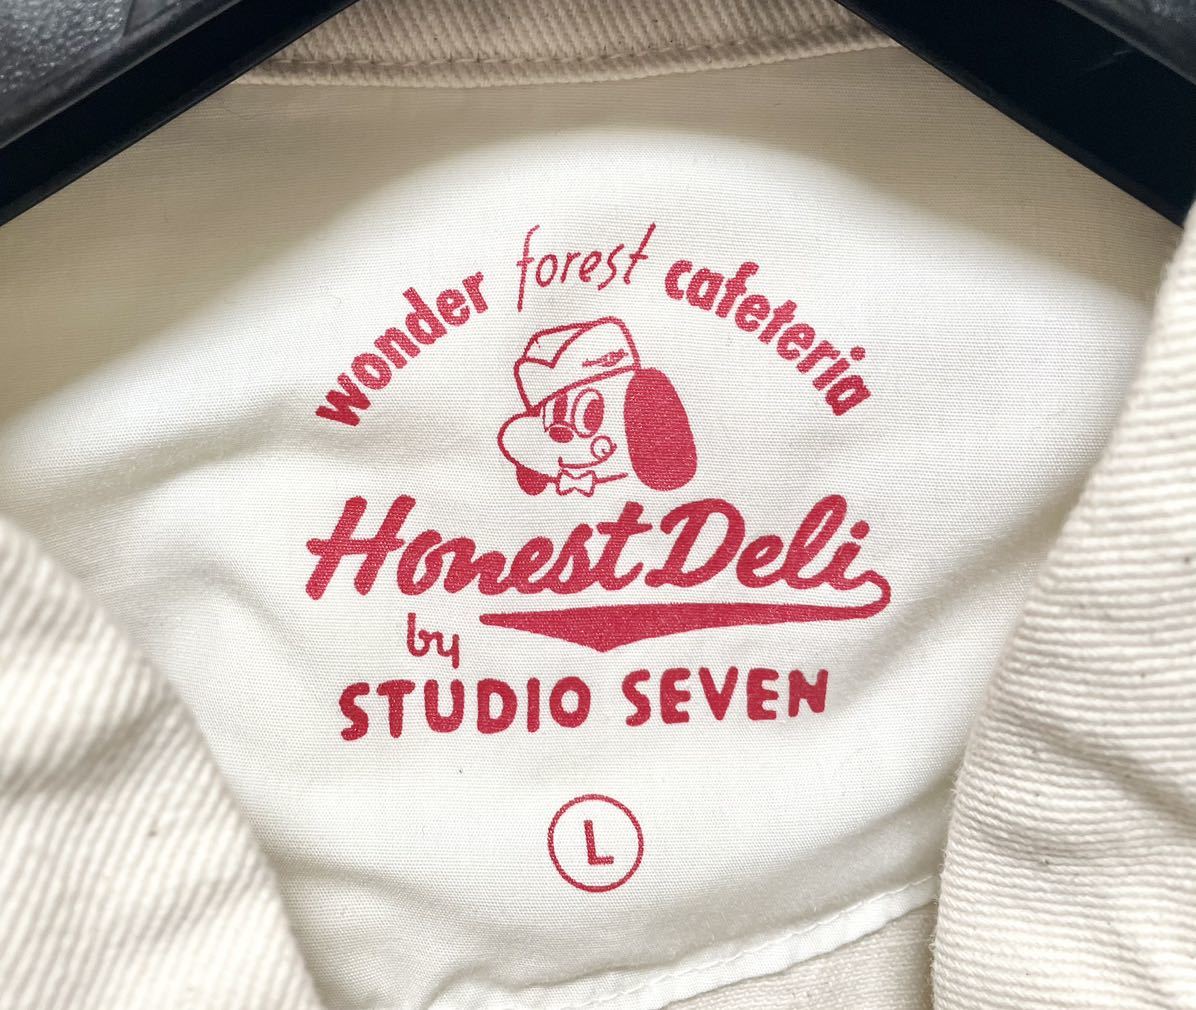 wonder forest cafeteria
Honest Deli
by
STUDIO SEVEN
L